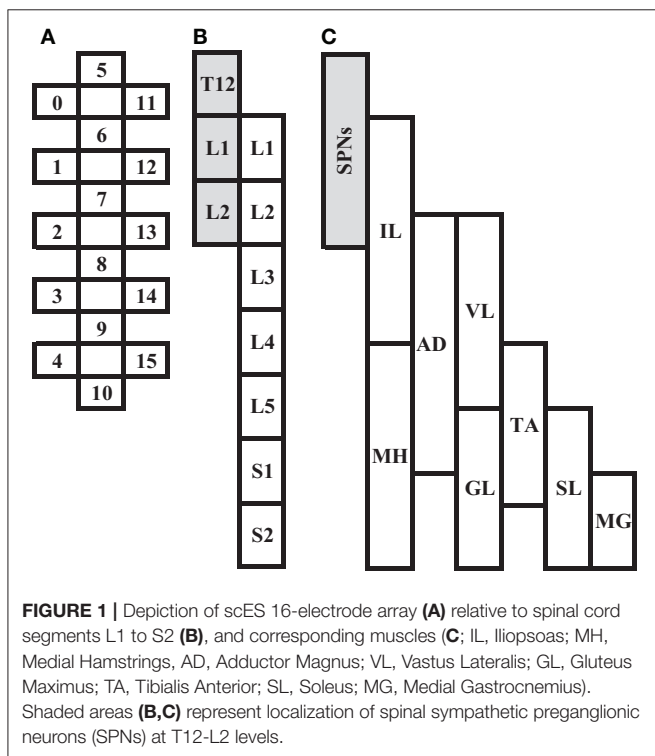 A
B
C
5
0
11
6
1
12
7
2
13
8
3
14
9
4
15
10
T12
L1
L1
L2
L2
L3
L4
L5
S1
S2
SPNs
IL
MH
AD
VL
GL
TA
SL
MG
FIGURE 1 | Depiction of scES 16-electrode array (A) relative to spinal cord
segments L1 to S2 (B), and corresponding muscles (C; IL, Iliopsoas; MH,
Medial Hamstrings, AD, Adductor Magnus; VL, Vastus Lateralis; GL, Gluteus
Maximus; TA, Tibialis Anterior; SL, Soleus; MG, Medial Gastrocnemius).
Shaded areas (B,C) represent localization of spinal sympathetic preganglionic
neurons (SPNs) at T12-L2 levels.